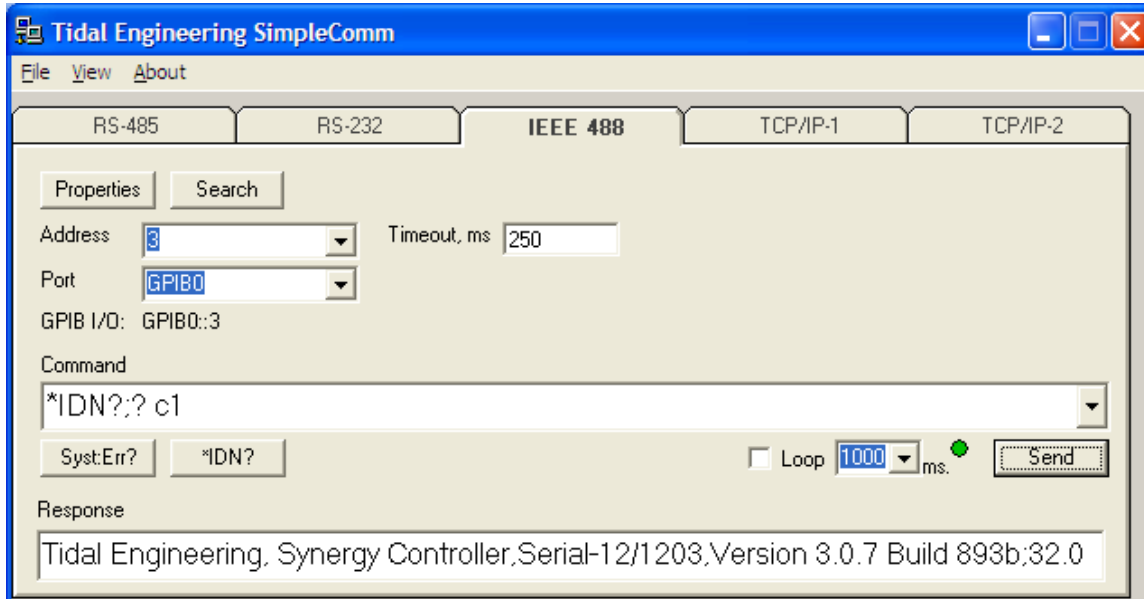 Tidal Engineering SimpleComm
File View About
RS-485 RS-232 IEEE 488 TCP/IP-1 TCP/IP-2
Properties Search
Address 3 Timeout, ms 250
Port GPIB0
GPIB I/O: GPIB0::3
Command
*IDN?;? c1
Syst:Err? *IDN? Loop 1000 ms. Send
Response
Tidal Engineering, Synergy Controller,Serial-12/1203,Version 3.0.7 Build 893b;32.0